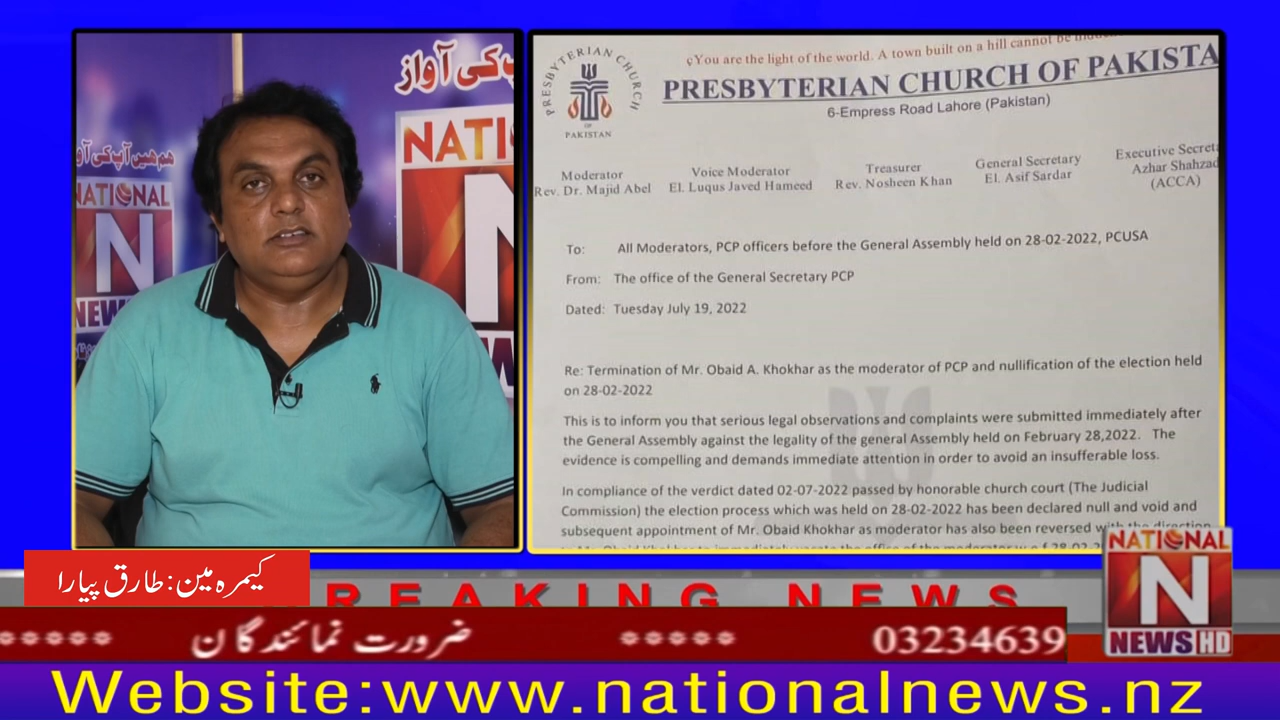 پ کی آواز
NATI
N
NEWS
ھم ھیں آپ کی آو
NATIONAL
N
NEWS
PRESBYTERIAN CHURCH
OF
PAKISTAN
You are the light of the world. A town built on a hill cannot be
PRESBYTERIAN CHURCH OF PAKISTA
6-Empress Road Lahore (Pakistan)
Moderator
Rev. Dr. Majid Abel
Voice Moderator
El. Luqus Javed Hameed
Treasurer
Rev. Nosheen Khan
General Secretary
El. Asif Sardar
Executive Secreta
Azhar Shahzad
(ACCA)
To: All Moderators, PCP officers before the General Assembly held on 28-02-2022, PCUSA
From: The office of the General Secretary PCP
Dated: Tuesday July 19, 2022
Re: Termination of Mr. Obaid A. Khokhar as the moderator of PCP and nullification of the election held
on 28-02-2022
This is to inform you that serious legal observations and complaints were submitted immediately after
the General Assembly against the legality of the general Assembly held on February 28,2022. The
evidence is compelling and demands immediate attention in order to avoid an insufferable loss.
In compliance of the verdict dated 02-07-2022 passed by honorable church court (The Judicial
Commission) the election process which was held on 28-02-2022 has been declared null and void and
subsequent appointment of Mr. Obaid Khokhar as moderator has also been reversed with the direction
کیمرہ مین: طارق پیارا
REAKING NEWS
***** ضرورت نمائندگان ***** 03234639
NATIONAL
N
NEWS HD
Website:www.nationalnews.nz